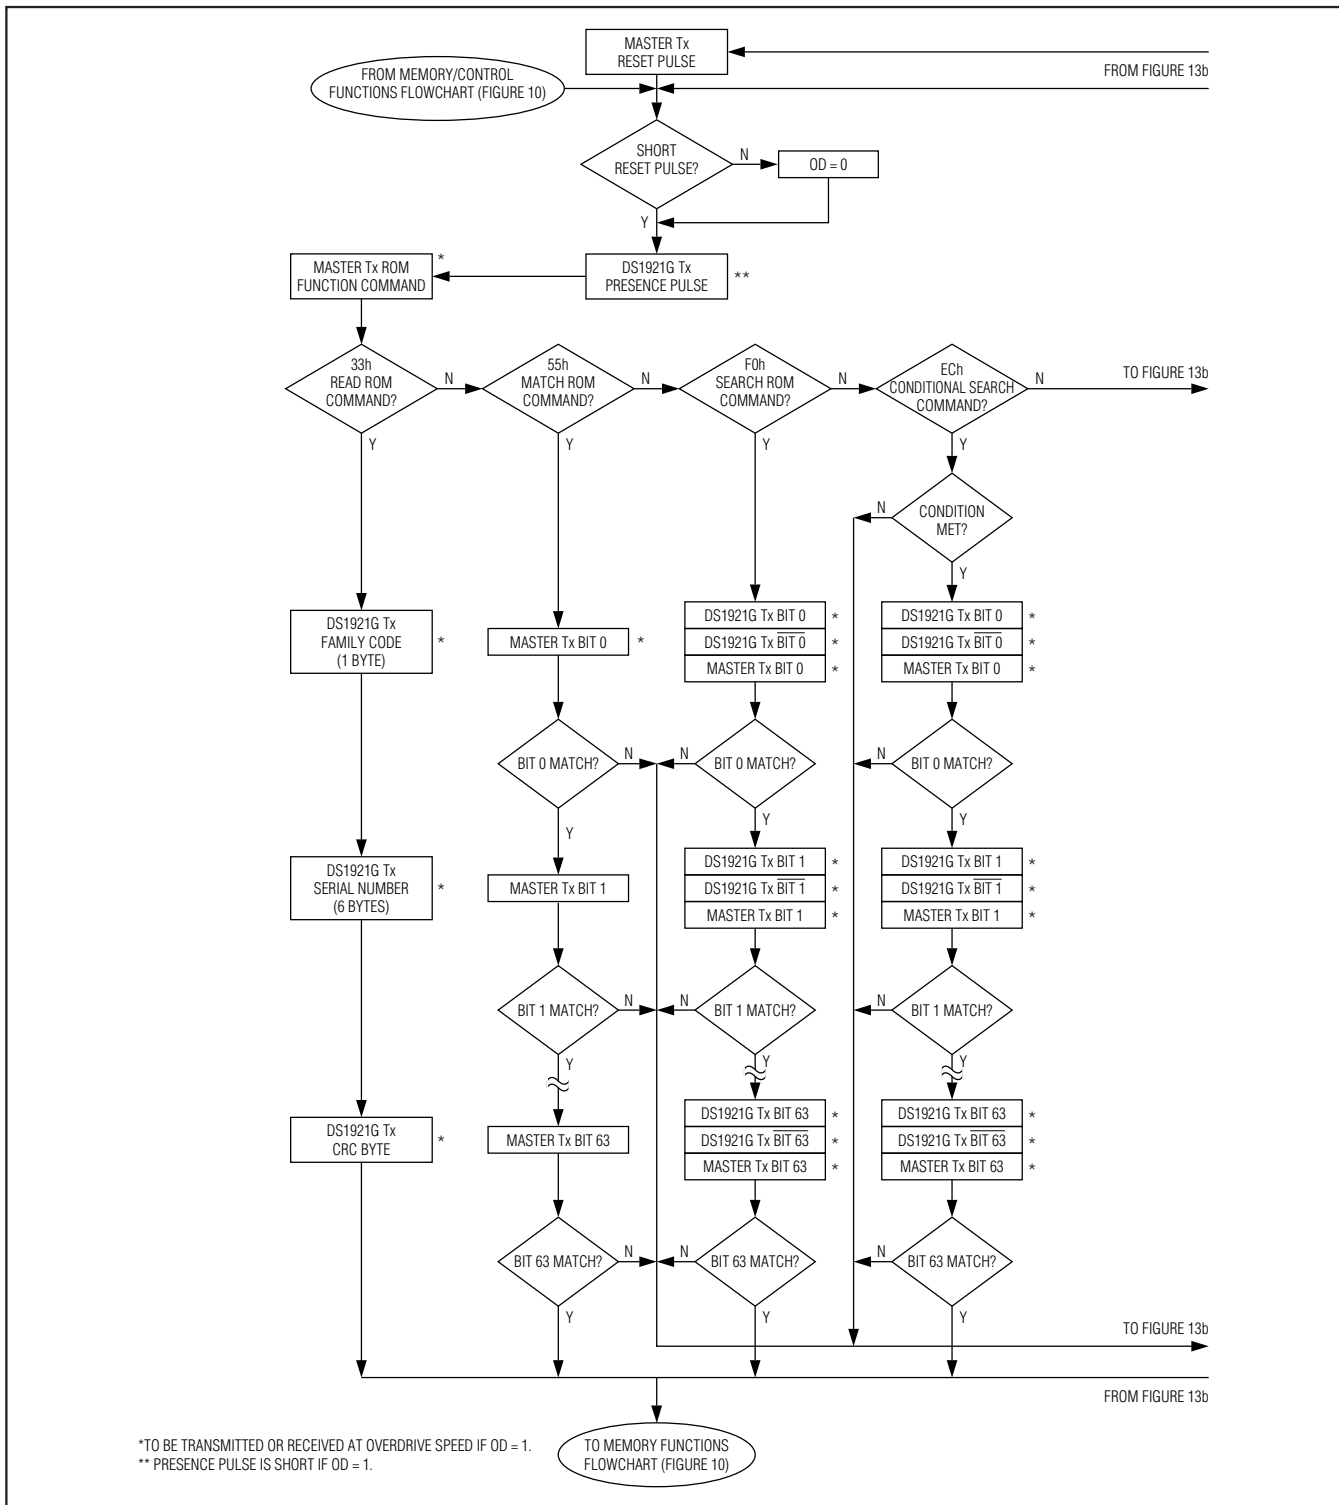 MASTER Tx
RESET PULSE
FROM FIGURE 13b
FROM MEMORY/CONTROL
FUNCTIONS FLOWCHART (FIGURE 10)
SHORT
RESET PULSE?
N
OD = 0
Y
MASTER Tx ROM
FUNCTION COMMAND
*
DS1921G Tx
PRESENCE PULSE
**
33h
READ ROM
COMMAND?
N
55h
MATCH ROM
COMMAND?
N
F0h
SEARCH ROM
COMMAND?
N
ECh
CONDITIONAL SEARCH
COMMAND?
N
TO FIGURE 13b
Y
Y
Y
Y
N
CONDITION
MET?
Y
DS1921G Tx
FAMILY CODE
(1 BYTE)
*
MASTER Tx BIT 0
*
DS1921G Tx BIT 0
*
DS1921G Tx B̅I̅T̅ ̅0̅
*
MASTER Tx BIT 0
*
DS1921G Tx BIT 0
*
DS1921G Tx B̅I̅T̅ ̅0̅
*
MASTER Tx BIT 0
*
BIT 0 MATCH?
N
N
BIT 0 MATCH?
N
BIT 0 MATCH?
Y
Y
Y
DS1921G Tx
SERIAL NUMBER
(6 BYTES)
*
MASTER Tx BIT 1
DS1921G Tx BIT 1
*
DS1921G Tx B̅I̅T̅ ̅1̅
*
MASTER Tx BIT 1
*
DS1921G Tx BIT 1
*
DS1921G Tx B̅I̅T̅ ̅1̅
*
MASTER Tx BIT 1
*
BIT 1 MATCH?
N
N
BIT 1 MATCH?
N
BIT 1 MATCH?
Y
Y
Y
DS1921G Tx
CRC BYTE
*
MASTER Tx BIT 63
DS1921G Tx BIT 63
*
DS1921G Tx B̅I̅T̅ ̅6̅3̅
*
MASTER Tx BIT 63
*
DS1921G Tx BIT 63
*
DS1921G Tx B̅I̅T̅ ̅6̅3̅
*
MASTER Tx BIT 63
*
BIT 63 MATCH?
N
N
BIT 63 MATCH?
N
BIT 63 MATCH?
Y
Y
Y
TO FIGURE 13b
FROM FIGURE 13b
TO MEMORY FUNCTIONS
FLOWCHART (FIGURE 10)
*TO BE TRANSMITTED OR RECEIVED AT OVERDRIVE SPEED IF OD = 1.
** PRESENCE PULSE IS SHORT IF OD = 1.